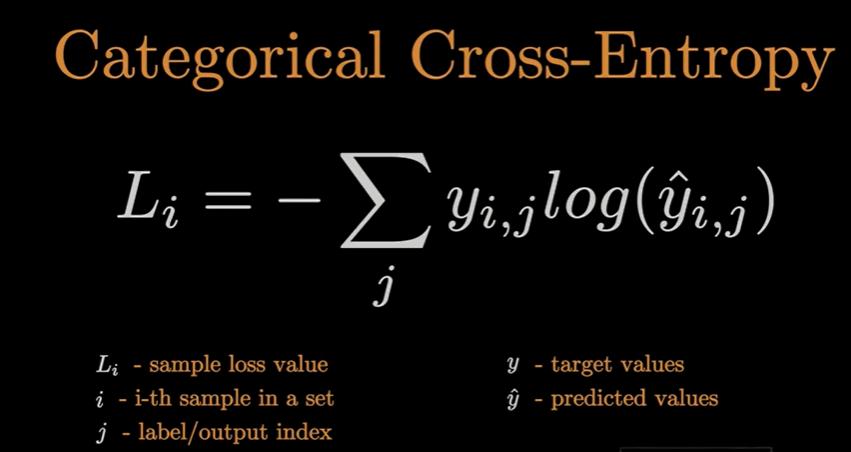 Categorical Cross-Entropy
L_i = - \sum_j y_{i,j} log(\hat{y}_{i,j})
L_i - sample loss value
i - i-th sample in a set
j - label/output index
y - target values
ŷ - predicted values